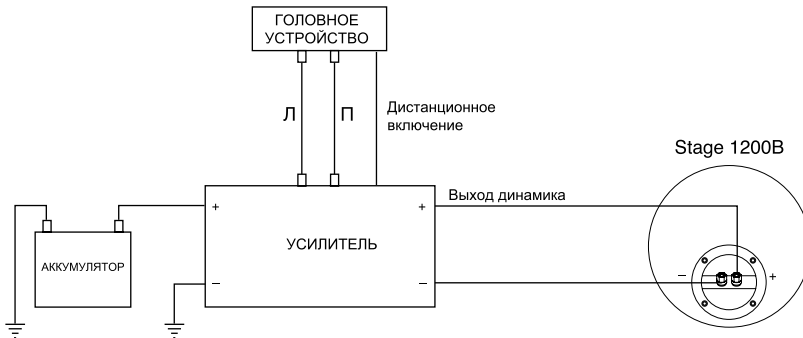 ГОЛОВНОЕ
УСТРОЙСТВО
Л
П
Дистанционное
включение
Stage 1200B
Выход динамика
+
+
УСИЛИТЕЛЬ
АККУМУЛЯТОР
–
–
–
+